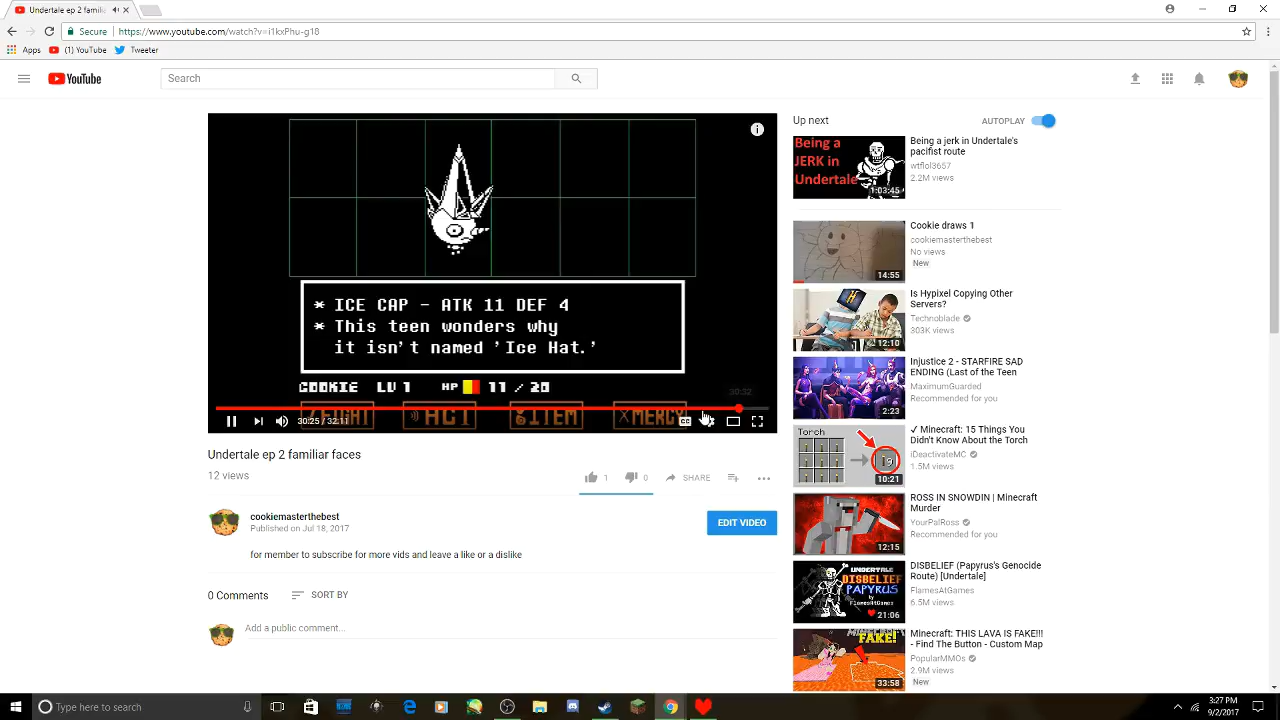 Undertale ep 2 famili
Secure
https://www.youtube.com/watch?v=i1kxPhu-g18
Apps
(1) YouTube
Tweeter
YouTube
Search
* ICE CAP - ATK 11 DEF 4
* This teen wonders why
it isn't named 'Ice Hat.'
COOKIE LV 1 HP 11 / 20
FIGHT ACT ITEM MERCY
30:32
30:25 / 32:11
CC
Undertale ep 2 familiar faces
12 views
1
0
SHARE
cookiemasterthebest
Published on Jul 18, 2017
EDIT VIDEO
for member to subscribe for more vids and leave a like or a dislike
0 Comments
SORT BY
Add a public comment...
Up next
AUTOPLAY
Being a
JERK in
Undertale
1:03:45
Being a jerk in Undertale's
pacifist route
wtflol3657
2.2M views
14:55
Cookie draws 1
cookiemasterthebest
No views
New
12:10
Is Hypixel Copying Other
Servers?
Technoblade
303K views
2:23
Injustice 2 - STARFIRE SAD
ENDING (Last of the Teen
MaximumGuarded
Recommended for you
Torch
19
10:21
✓ Minecraft: 15 Things You
Didn't Know About the Torch
iDeactivateMC
1.5M views
12:15
ROSS IN SNOWDIN | Minecraft
Murder
YourPalRoss
Recommended for you
UNDERTALE
DISBELIEF
PAPYRUS
by
FlamesAtGames
21:06
DISBELIEF (Papyrus's Genocide
Route) [Undertale]
FlamesAtGames
6.5M views
FAKE!
33:58
Minecraft: THIS LAVA IS FAKE!!!
- Find The Button - Custom Map
PopularMMOs
2.9M views
New
Type here to search
3:27 PM
9/2/2017